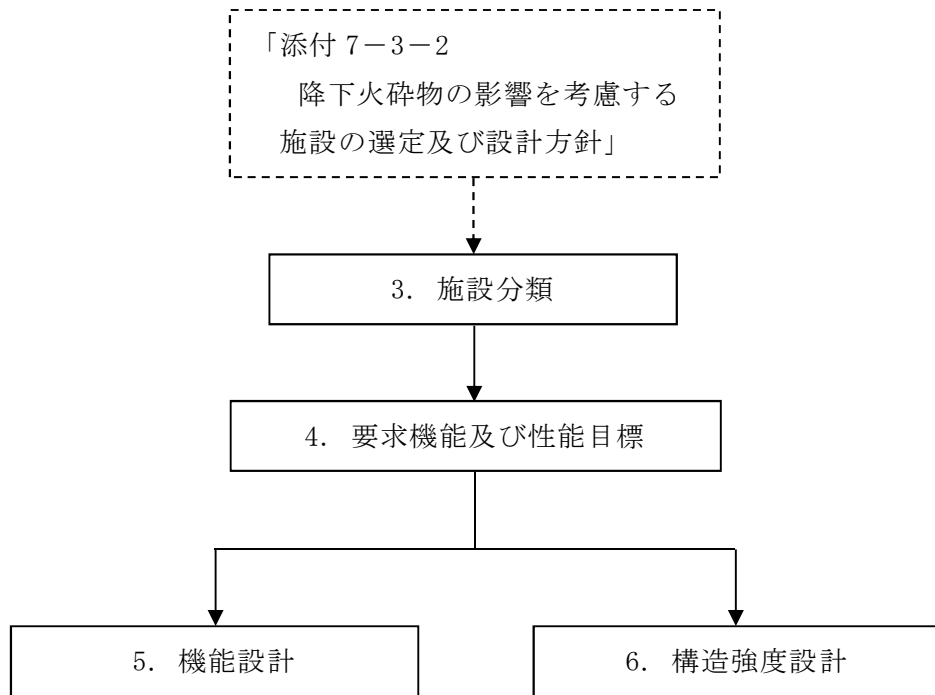 「添付 7－3－2
降下火砕物の影響を考慮する
施設の選定及び設計方針」
3. 施設分類
4. 要求機能及び性能目標
5. 機能設計
6. 構造強度設計